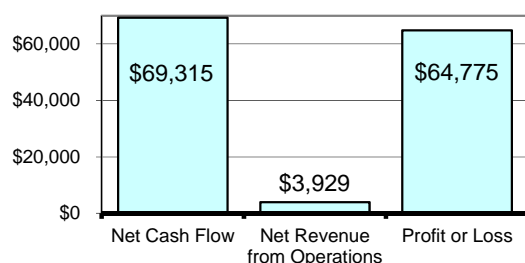 $60,000
$69,315
$64,775
$40,000
$20,000
$3,929
$0
Net Cash Flow
Net Revenue
from Operations
Profit or Loss